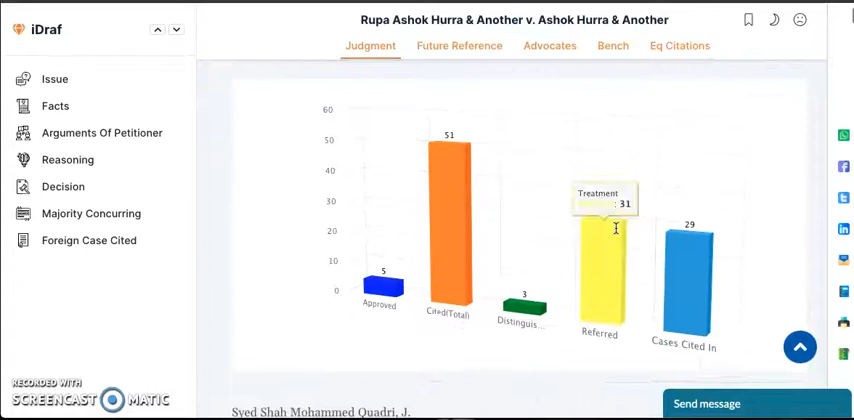 Rupa Ashok Hurra & Another v. Ashok Hurra & Another
iDraf
Judgment Future Reference Advocates Bench Eq Citations
Issue
Facts
Arguments Of Petitioner
Reasoning
Decision
Majority Concurring
Foreign Case Cited
60
50
40
30
20
10
0
5
51
3
29
Treatment
: 31
Approved
Cited(Total)
Distinguis...
Referred
Cases Cited In
RECORDED WITH
SCREENCAST MATIC
Send message
Syed Shah Mohammed Quadri, J.